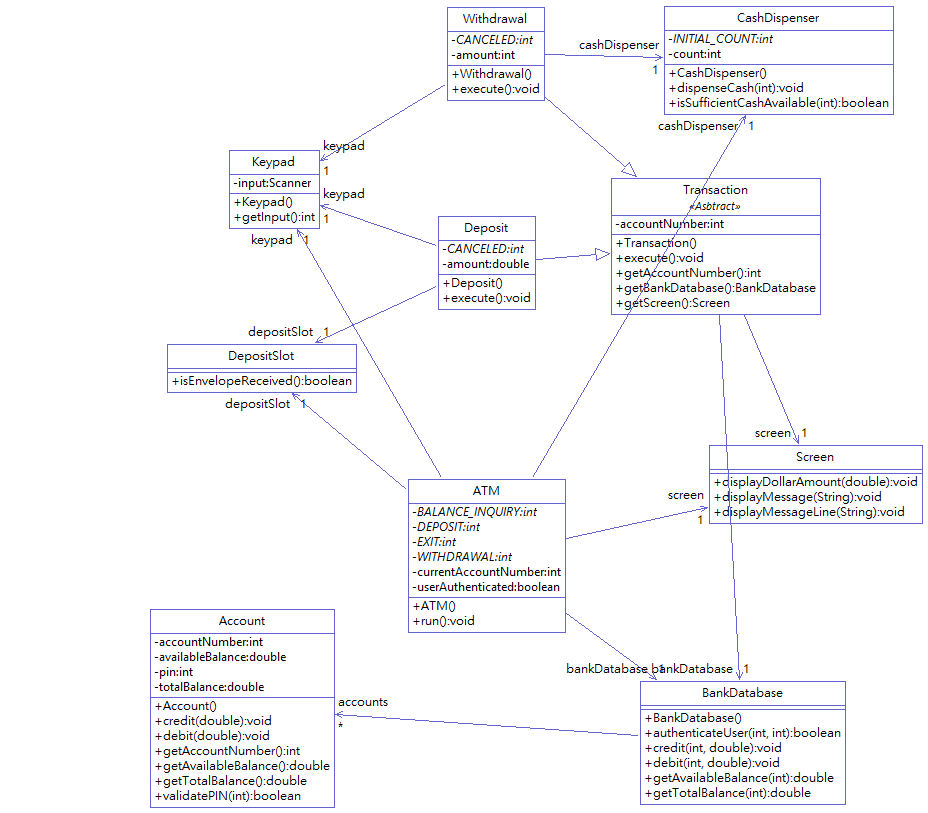 Withdrawal
-CANCELED:int
-amount:int
+Withdrawal()
+execute():void
cashDispenser
1
CashDispenser
-INITIAL_COUNT:int
-count:int
+CashDispenser()
+dispenseCash(int):void
+isSufficientCashAvailable(int):boolean
cashDispenser
1
keypad
1
Keypad
-input:Scanner
+Keypad()
+getInput():int
keypad
1
keypad
1
Transaction
«Asbtract»
-accountNumber:int
+Transaction()
+execute():void
+getAccountNumber():int
+getBankDatabase():BankDatabase
+getScreen():Screen
Deposit
-CANCELED:int
-amount:double
+Deposit()
+execute():void
depositSlot
1
DepositSlot
+isEnvelopeReceived():boolean
depositSlot
1
screen
1
Screen
+displayDollarAmount(double):void
+displayMessage(String):void
+displayMessageLine(String):void
screen
1
ATM
-BALANCE_INQUIRY:int
-DEPOSIT:int
-EXIT:int
-WITHDRAWAL:int
-currentAccountNumber:int
-userAuthenticated:boolean
+ATM()
+run():void
bankDatabase
1
bankDatabase
1
Account
-accountNumber:int
-availableBalance:double
-pin:int
-totalBalance:double
+Account()
+credit(double):void
+debit(double):void
+getAccountNumber():int
+getAvailableBalance():double
+getTotalBalance():double
+validatePIN(int):boolean
accounts
*
BankDatabase
+BankDatabase()
+authenticateUser(int, int):boolean
+credit(int, double):void
+debit(int, double):void
+getAvailableBalance(int):double
+getTotalBalance(int):double